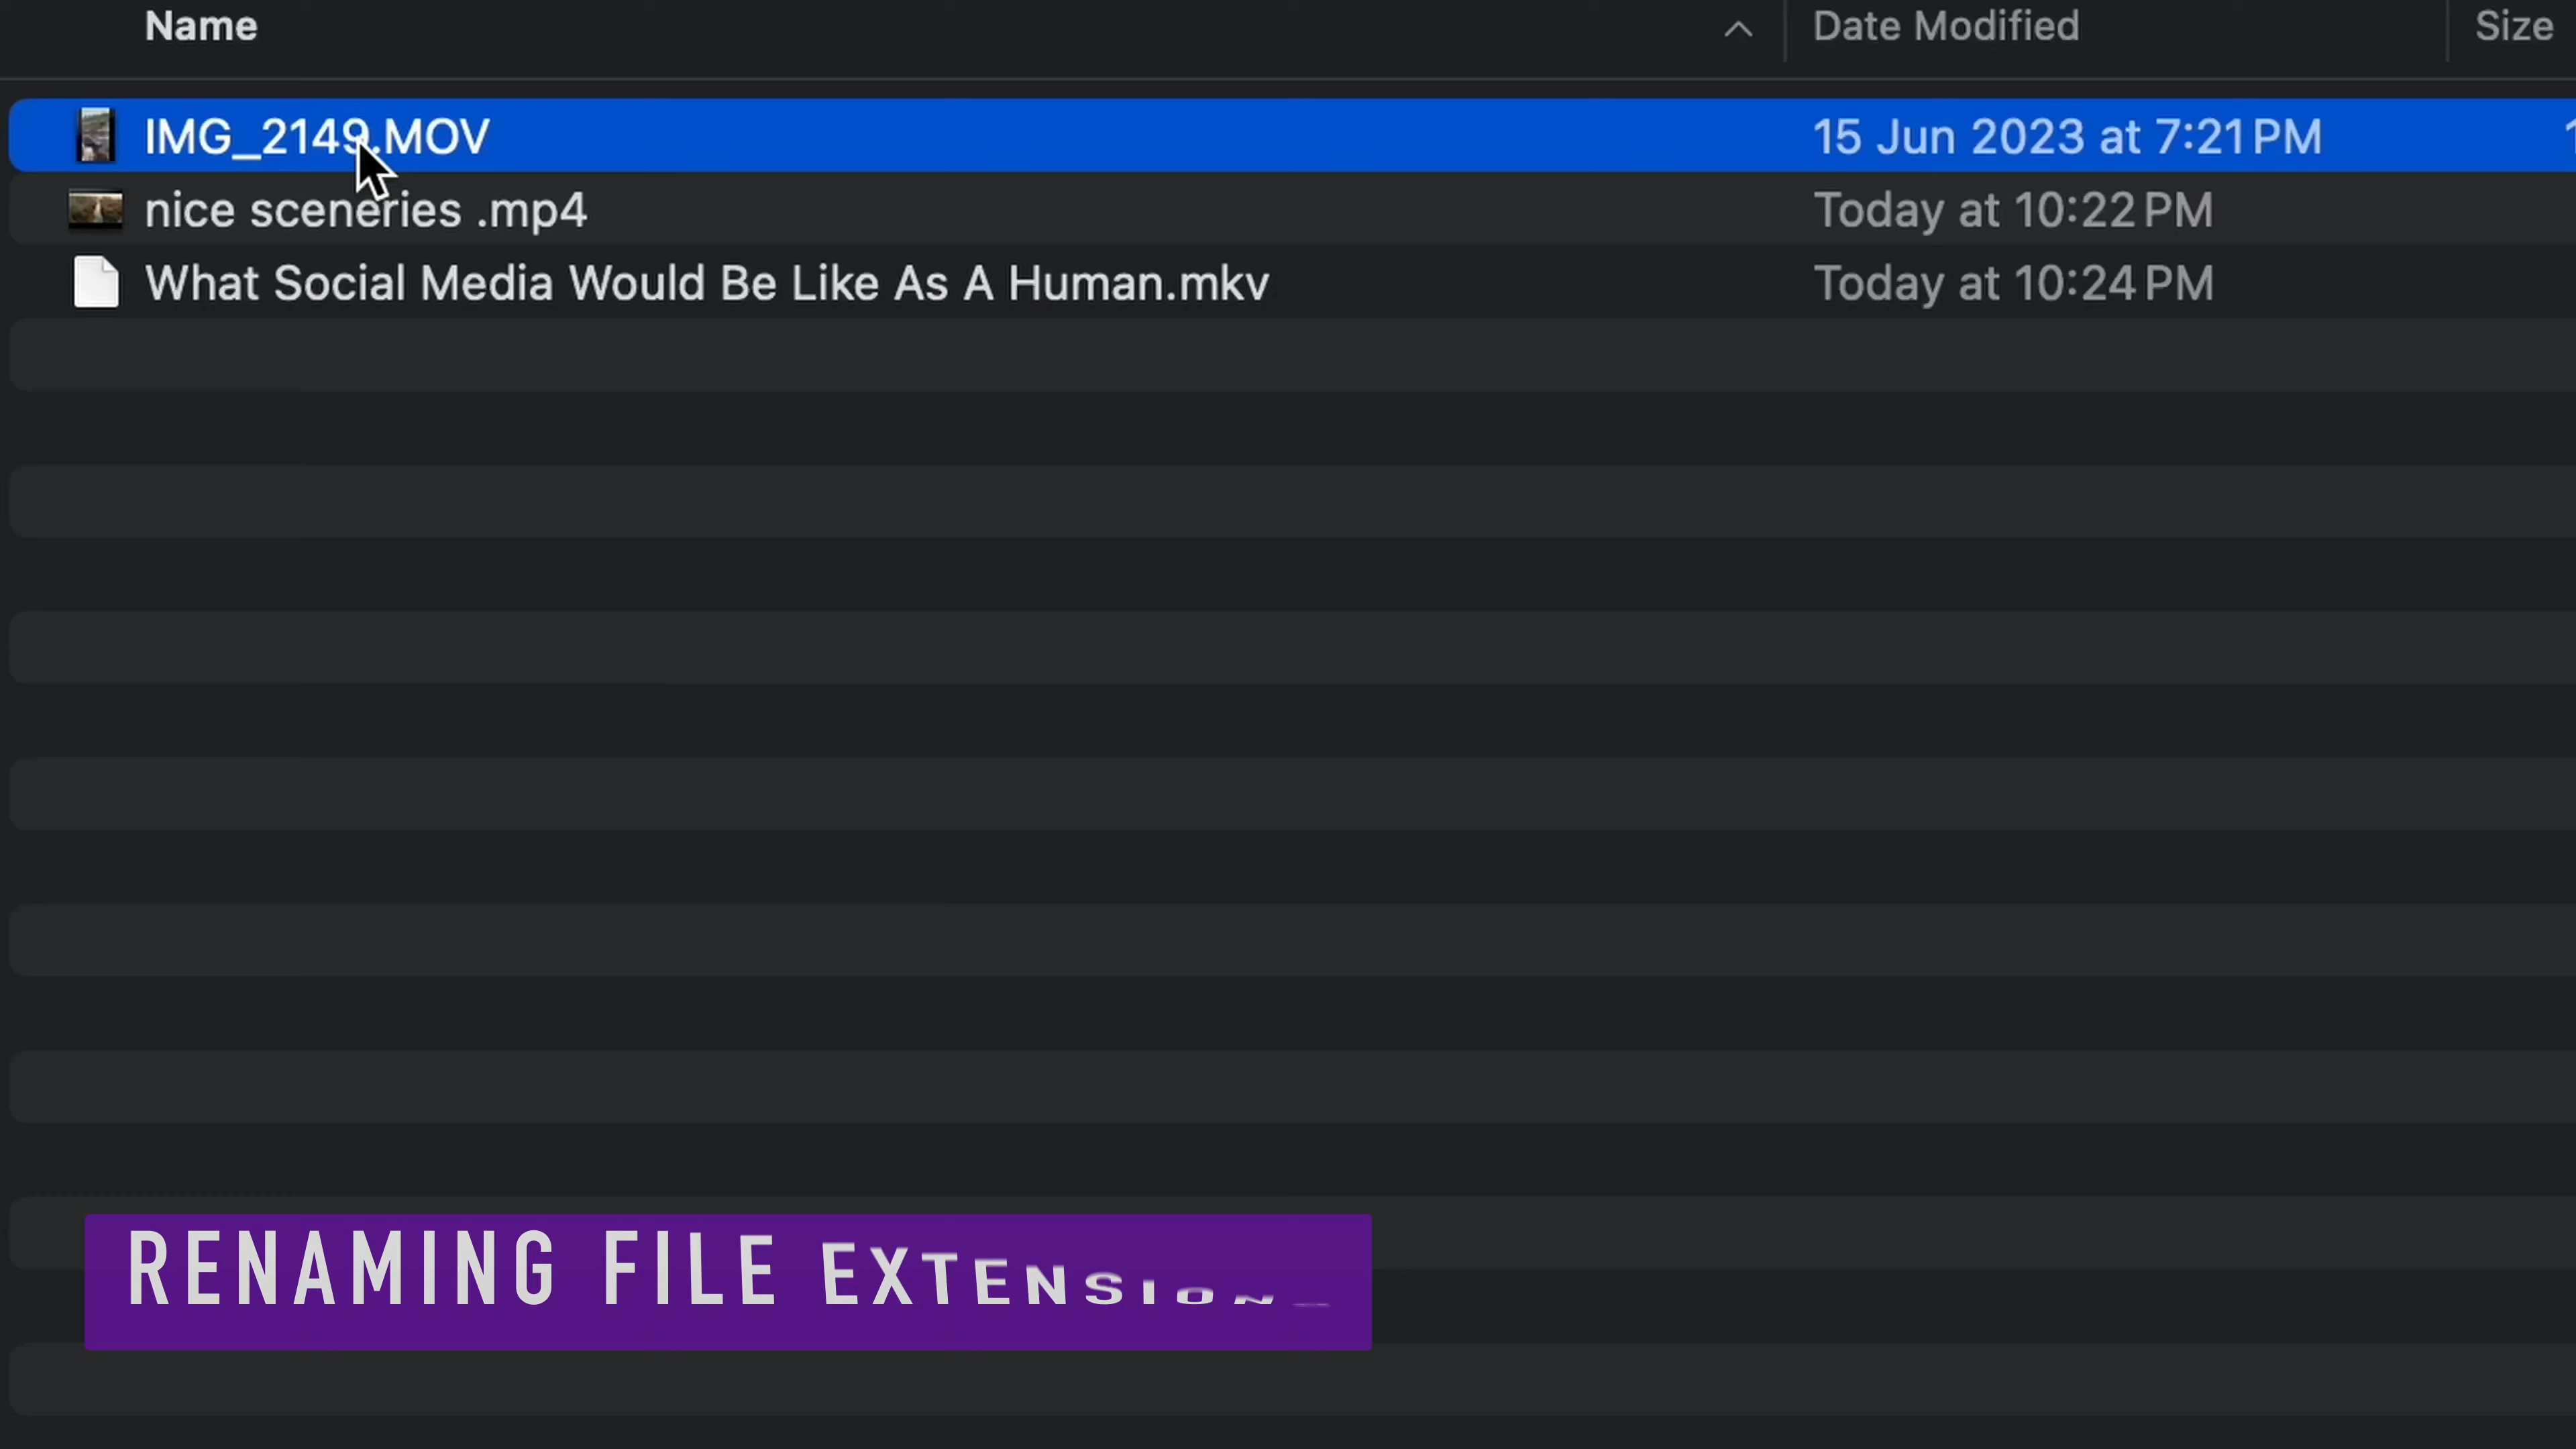 Name Date Modified Size
IMG_2149.MOV 15 Jun 2023 at 7:21 PM
nice sceneries .mp4 Today at 10:22 PM
What Social Media Would Be Like As A Human.mkv Today at 10:24 PM
RENAMING FILE EXTENSION